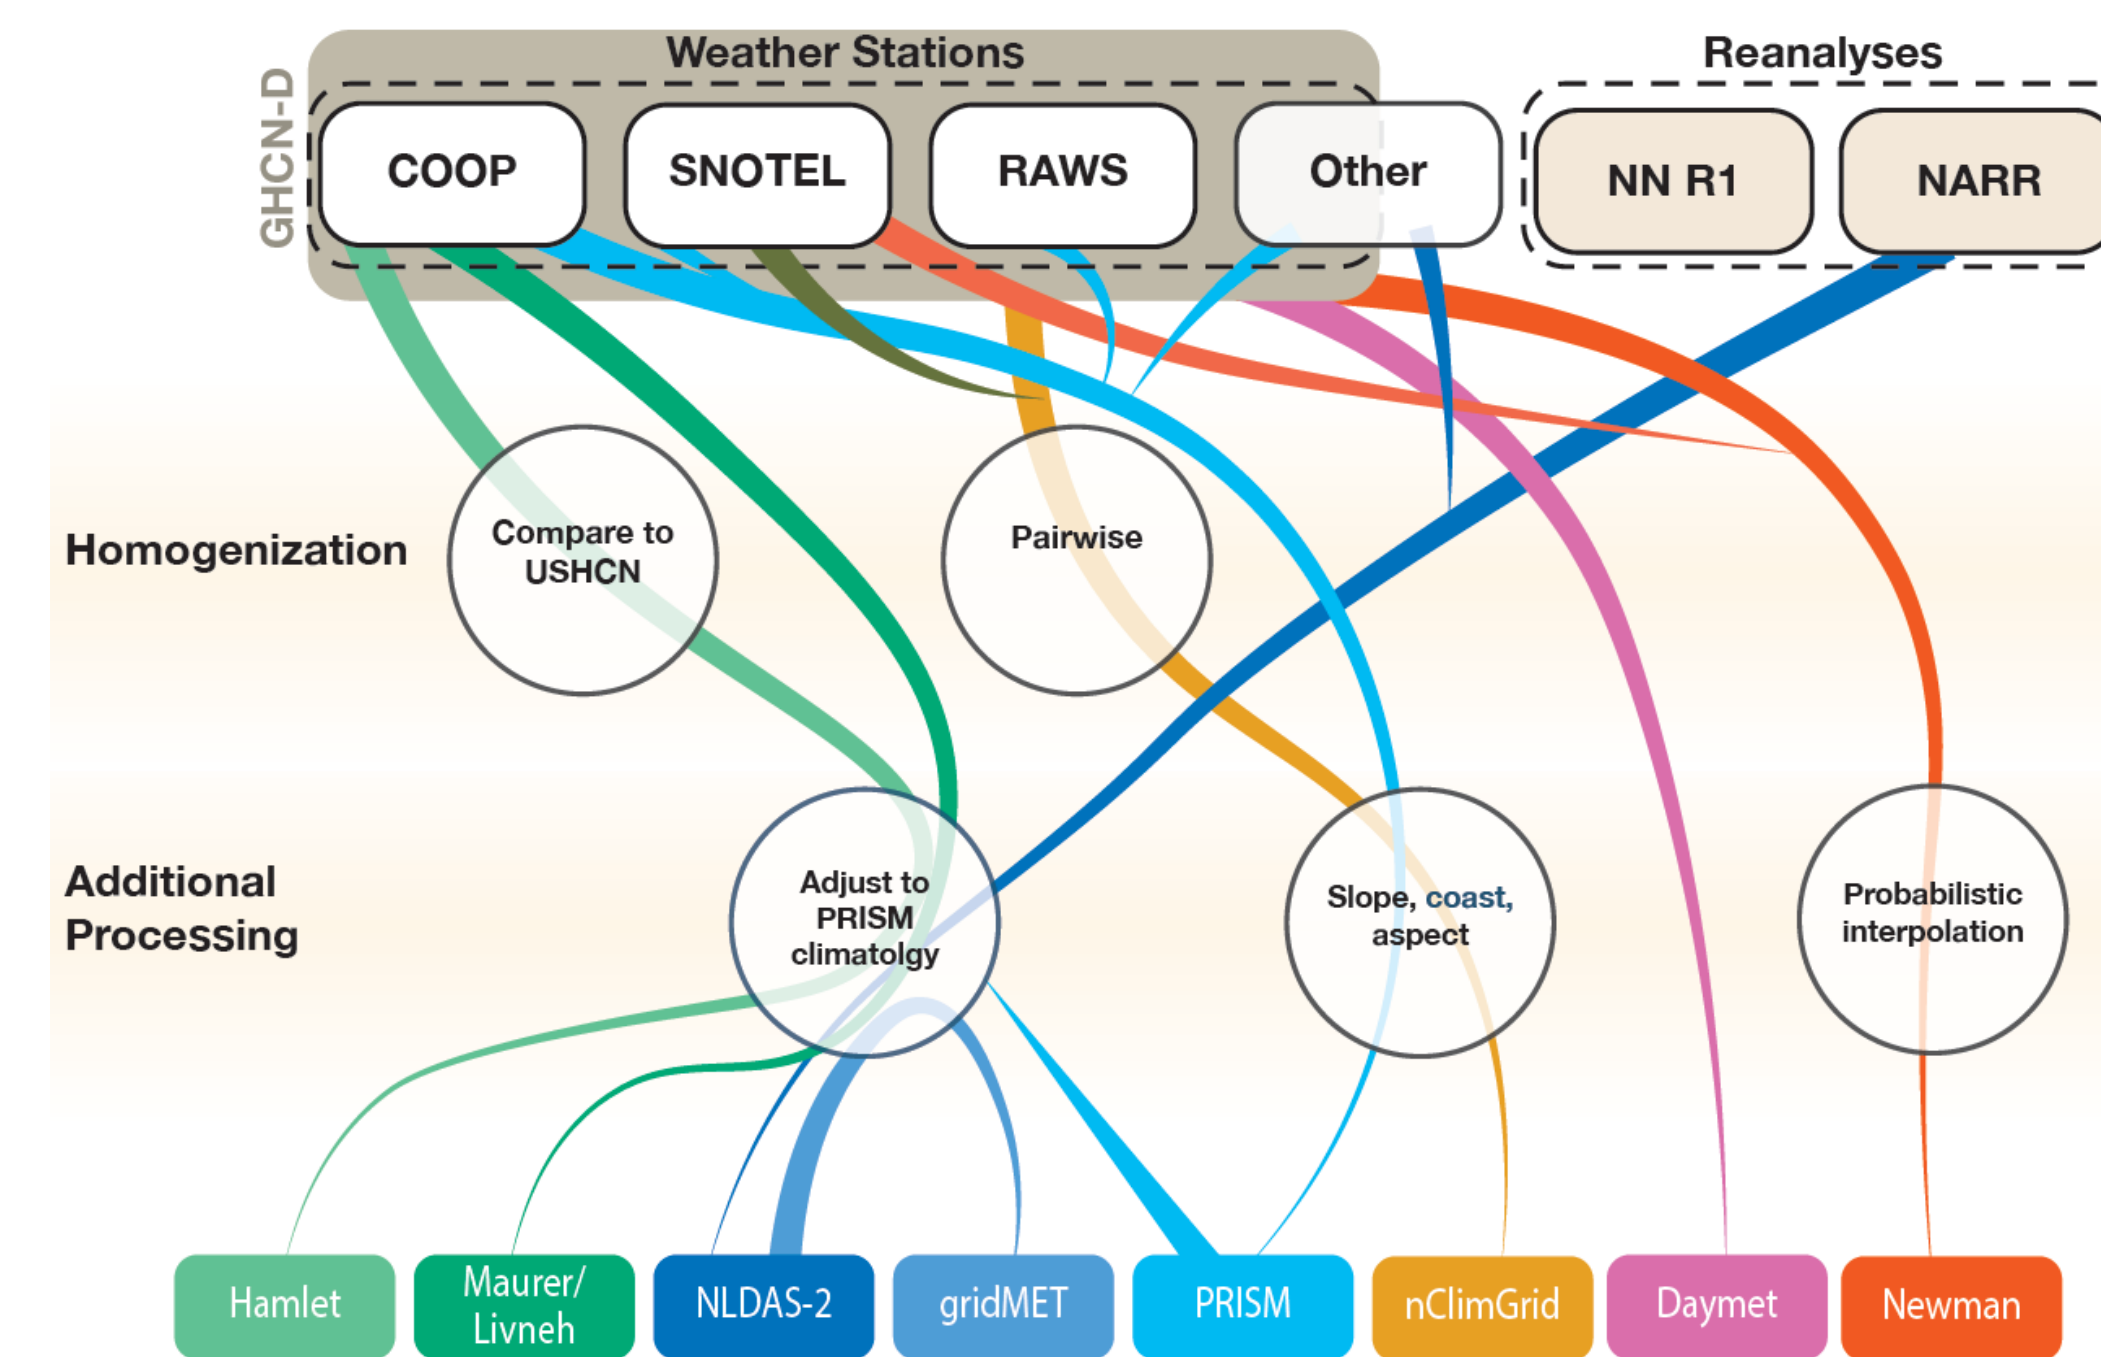 Weather Stations
Reanalyses
GHCN-D
COOP
SNOTEL
RAWS
Other
NN R1
NARR
Homogenization
Compare to
USHCN
Pairwise
Additional
Processing
Adjust to
PRISM
climatolgy
Slope, coast,
aspect
Probabilistic
interpolation
Hamlet
Maurer/
Livneh
NLDAS-2
gridMET
PRISM
nClimGrid
Daymet
Newman